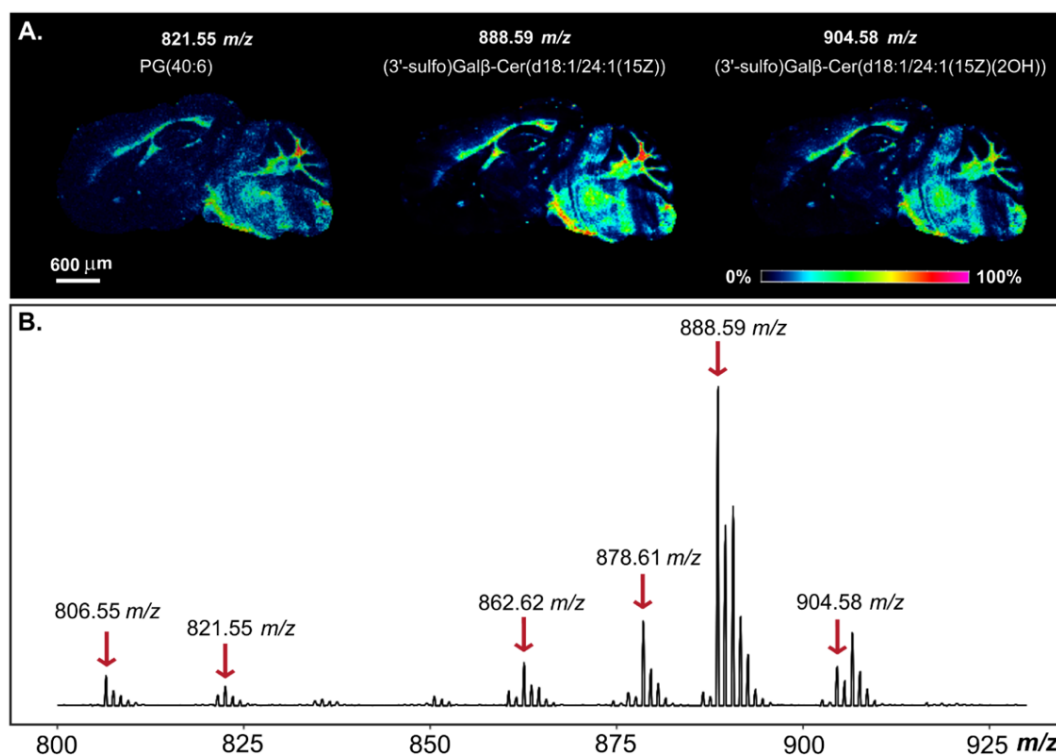 A.
821.55 m/z
PG(40:6)
888.59 m/z
(3'-sulfo)Galβ-Cer(d18:1/24:1(15Z))
904.58 m/z
(3'-sulfo)Galβ-Cer(d18:1/24:1(15Z)(2OH))
600 µm
0%
100%
B.
888.59 m/z
878.61 m/z
862.62 m/z
904.58 m/z
806.55 m/z
821.55 m/z
800
825
850
875
900
925
m/z